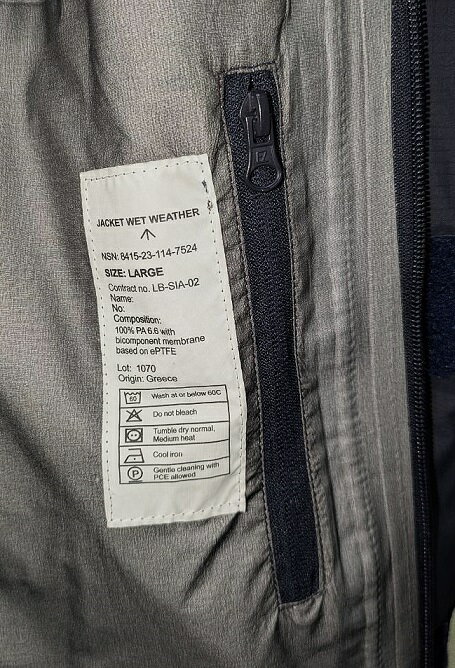 JACKET WET WEATHER
NSN: 8415-23-114-7524
SIZE: LARGE
Contract no. LB-SIA-02
Name:
No:
Composition:
100% PA 6.6 with
bicomponent membrane
based on ePTFE
Lot: 1070
Origin: Greece
60 Wash at or below 60C
Do not bleach
Tumble dry normal,
Medium heat
Cool iron
P Gentle cleaning with
PCE allowed